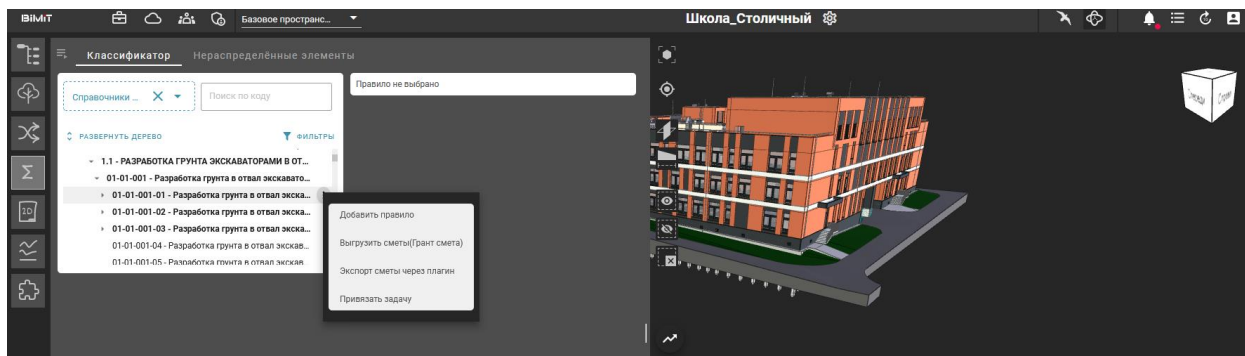 BIMIT
Базовое пространс...
Школа_Столичный
Классификатор
Нераспределённые элементы
Справочники ...
Поиск по коду
Правило не выбрано
РАЗВЕРНУТЬ ДЕРЕВО
ФИЛЬТРЫ
1.1 - РАЗРАБОТКА ГРУНТА ЭКСКАВАТОРАМИ В ОТ...
01-01-001 - Разработка грунта в отвал экскавато...
01-01-001-01 - Разработка грунта в отвал экска...
01-01-001-02 - Разработка грунта в отвал экска...
01-01-001-03 - Разработка грунта в отвал экска...
01-01-001-04 - Разработка грунта в отвал экскав...
01-01-001-05 - Разработка грунта в отвал экскав
Добавить правило
Выгрузить сметы(Грант смета)
Экспорт сметы через плагин
Привязать задачу
2D
Справа